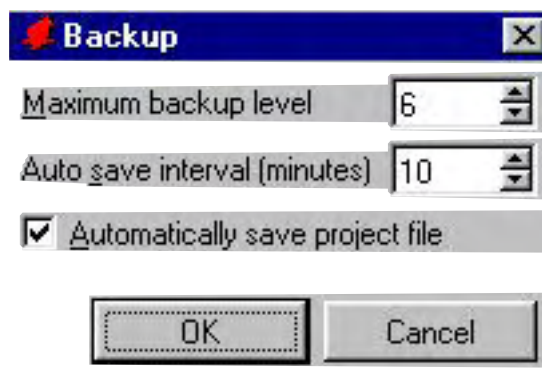 Backup
Maximum backup level 6
Auto save interval (minutes) 10
Automatically save project file
OK Cancel